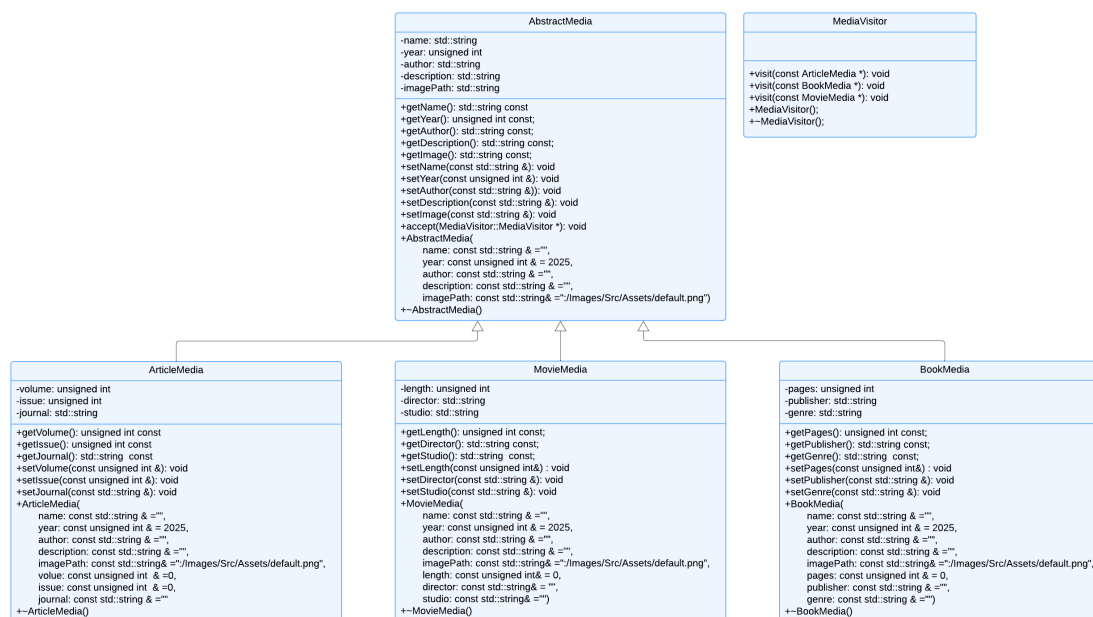 AbstractMedia
-name: std::string
-year: unsigned int
-author: std::string
-description: std::string
-imagePath: std::string
+getName(): std::string const
+getYear(): unsigned int const;
+getAuthor(): std::string const;
+getDescription(): std::string const;
+getImage(): std::string const;
+setName(const std::string &): void
+setYear(const unsigned int &): void
+setAuthor(const std::string &)): void
+setDescription(const std::string &): void
+setImage(const std::string &): void
+accept(MediaVisitor::MediaVisitor *): void
+AbstractMedia(
name: const std::string & ="",
year: const unsigned int & = 2025,
author: const std::string & ="",
description: const std::string & ="",
imagePath: const std::string& =":/Images/Src/Assets/default.png")
+~AbstractMedia()
MediaVisitor
+visit(const ArticleMedia *): void
+visit(const BookMedia *): void
+visit(const MovieMedia *): void
+MediaVisitor();
+~MediaVisitor();
ArticleMedia
-volume: unsigned int
-issue: unsigned int
-journal: std::string
+getVolume(): unsigned int const
+getIssue(): unsigned int const
+getJournal(): std::string  const
+setVolume(const unsigned int &): void
+setIssue(const unsigned int &): void
+setJournal(const std::string &): void
+ArticleMedia(
name: const std::string & ="",
year: const unsigned int & = 2025,
author: const std::string & ="",
description: const std::string & ="",
imagePath: const std::string& =":/Images/Src/Assets/default.png",
volue: const unsigned int  & =0,
issue: const unsigned int  & =0,
journal: const std::string & =""
+~ArticleMedia()
MovieMedia
-length: unsigned int
-director: std::string
-studio: std::string
+getLength(): unsigned int const;
+getDirector(): std::string const;
+getStudio(): std::string  const;
+setLength(const unsigned int&) : void
+setDirector(const std::string &): void
+setStudio(const std::string &): void
+MovieMedia(
name: const std::string & ="",
year: const unsigned int & = 2025,
author: const std::string & ="",
description: const std::string & ="",
imagePath: const std::string& =":/Images/Src/Assets/default.png",
length: const unsigned int& = 0,
director: const std::string& = "",
studio: const std::string& ="")
+~MovieMedia()
BookMedia
-pages: unsigned int
-publisher: std::string
-genre: std::string
+getPages(): unsigned int const;
+getPublisher(): std::string const;
+getGenre(): std::string  const;
+setPages(const unsigned int&) : void
+setPublisher(const std::string &): void
+setGenre(const std::string &): void
+BookMedia(
name: const std::string & ="",
year: const unsigned int & = 2025,
author: const std::string & ="",
description: const std::string & ="",
imagePath: const std::string& =":/Images/Src/Assets/default.png",
pages: const unsigned int & = 0,
publisher: const std::string & ="",
genre: const std::string & ="")
+~BookMedia()